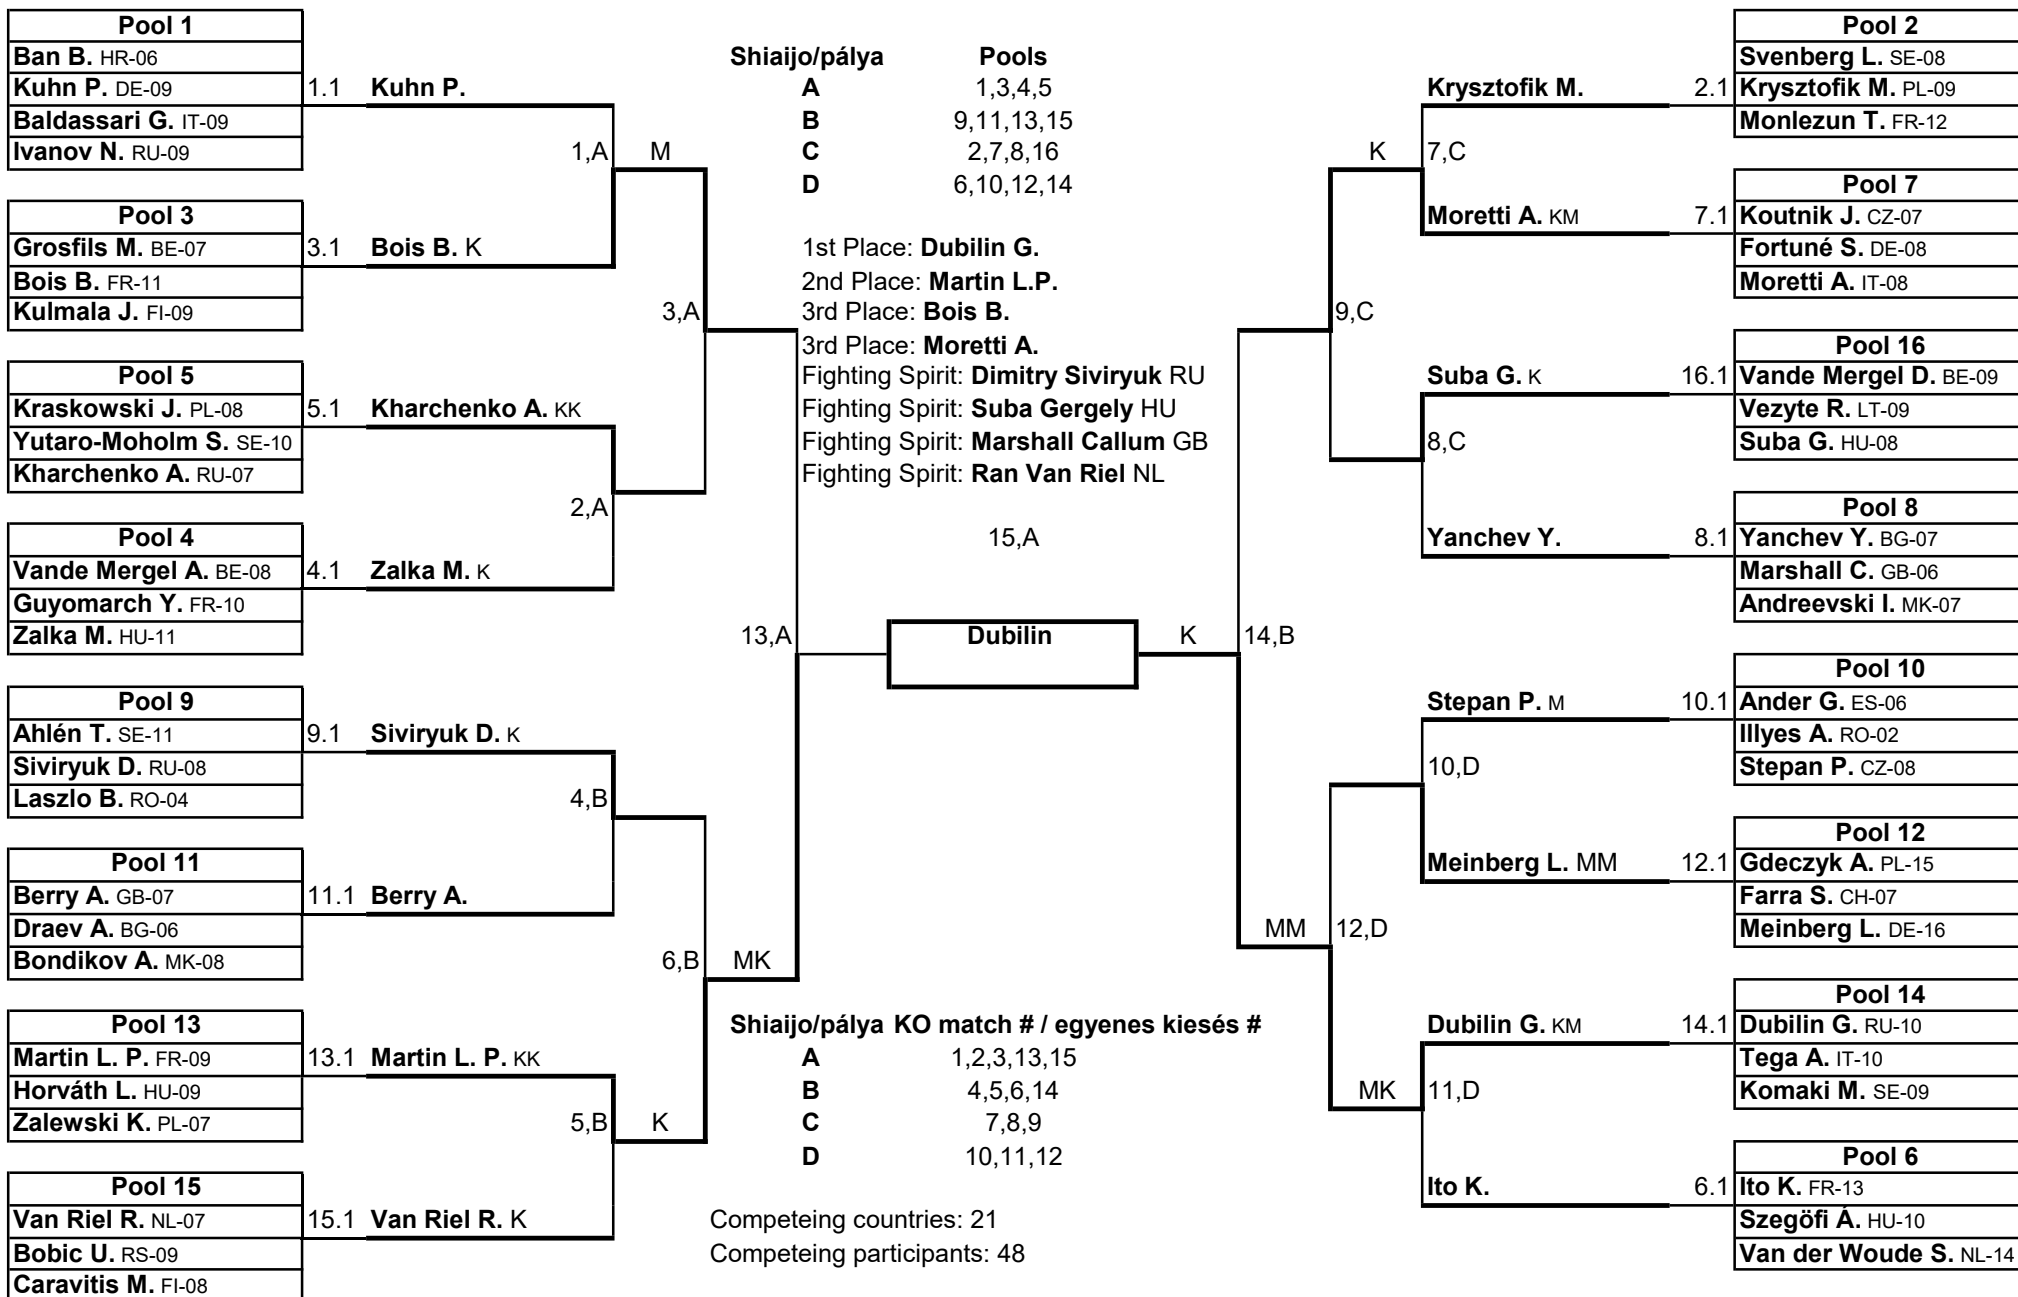 Pool 1
Ban B. HR-06
Kuhn P. DE-09
Baldassari G. IT-09
Ivanov N. RU-09
1.1 Kuhn P.
1,A M
Pool 3
Grosfils M. BE-07
Bois B. FR-11
Kulmala J. FI-09
3.1 Bois B. K
3,A
Pool 5
Kraskowski J. PL-08
Yutaro-Moholm S. SE-10
Kharchenko A. RU-07
5.1 Kharchenko A. KK
2,A
Pool 4
Vande Mergel A. BE-08
Guyomarch Y. FR-10
Zalka M. HU-11
4.1 Zalka M. K
13,A
Pool 9
Ahlén T. SE-11
Siviryuk D. RU-08
Laszlo B. RO-04
9.1 Siviryuk D. K
4,B
Pool 11
Berry A. GB-07
Draev A. BG-06
Bondikov A. MK-08
11.1 Berry A.
6,B MK
Pool 13
Martin L. P. FR-09
Horváth L. HU-09
Zalewski K. PL-07
13.1 Martin L. P. KK
5,B K
Pool 15
Van Riel R. NL-07
Bobic U. RS-09
Caravitis M. FI-08
15.1 Van Riel R. K
Shiaijo/pálya Pools
A 1,3,4,5
B 9,11,13,15
C 2,7,8,16
D 6,10,12,14
1st Place: Dubilin G.
2nd Place: Martin L.P.
3rd Place: Bois B.
3rd Place: Moretti A.
Fighting Spirit: Dimitry Siviryuk RU
Fighting Spirit: Suba Gergely HU
Fighting Spirit: Marshall Callum GB
Fighting Spirit: Ran Van Riel NL
15,A
Dubilin
K
Shiaijo/pálya KO match # / egyenes kiesés #
A 1,2,3,13,15
B 4,5,6,14
C 7,8,9
D 10,11,12
Competeing countries: 21
Competeing participants: 48
Pool 2
Svenberg L. SE-08
Krysztofik M. PL-09
Monlezun T. FR-12
Krysztofik M. 2.1
K 7,C
Pool 7
Koutnik J. CZ-07
Fortuné S. DE-08
Moretti A. IT-08
Moretti A. KM 7.1
9,C
Pool 16
Vande Mergel D. BE-09
Vezyte R. LT-09
Suba G. HU-08
Suba G. K 16.1
8,C
Pool 8
Yanchev Y. BG-07
Marshall C. GB-06
Andreevski I. MK-07
Yanchev Y. 8.1
14,B
Pool 10
Ander G. ES-06
Illyes A. RO-02
Stepan P. CZ-08
Stepan P. M 10.1
10,D
Pool 12
Gdeczyk A. PL-15
Farra S. CH-07
Meinberg L. DE-16
Meinberg L. MM 12.1
MM 12,D
Pool 14
Dubilin G. RU-10
Tega A. IT-10
Komaki M. SE-09
Dubilin G. KM 14.1
MK 11,D
Pool 6
Ito K. FR-13
Szegöfi Á. HU-10
Van der Woude S. NL-14
Ito K. 6.1